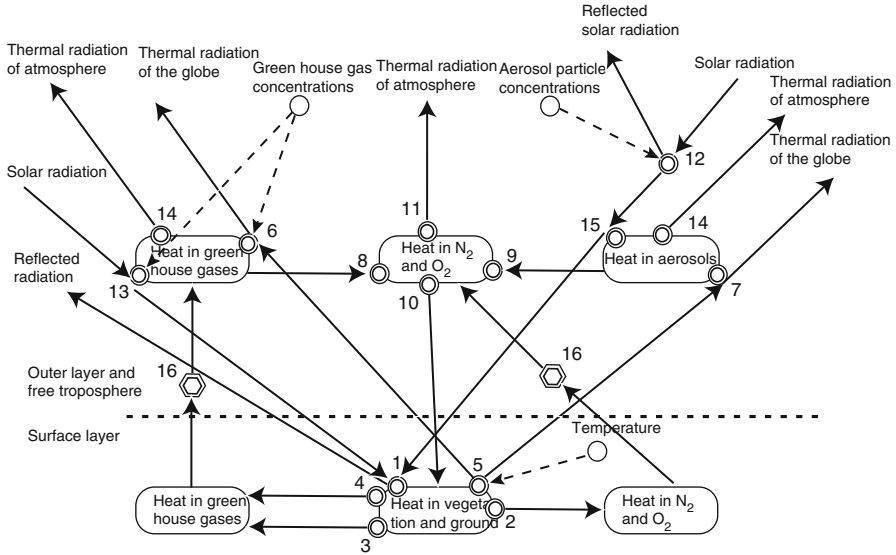 Reflected
solar radiation
Thermal radiation
of atmosphere
Thermal radiation
of the globe
Green house gas
concentrations
Thermal radiation
of atmosphere
Aerosol particle
concentrations
Solar radiation
Thermal radiation
of atmosphere
Thermal radiation
of the globe
12
Solar radiation
14
6
11
15
14
Heat in green
house gases
Heat in N2
and O2
Heat in aerosols
Reflected
radiation
13
8
9
10
7
Outer layer and
free troposphere
16
16
Surface layer
Temperature
1
5
4
Heat in green
house gases
Heat in vegeta
tion and ground
2
Heat in N2
and O2
3